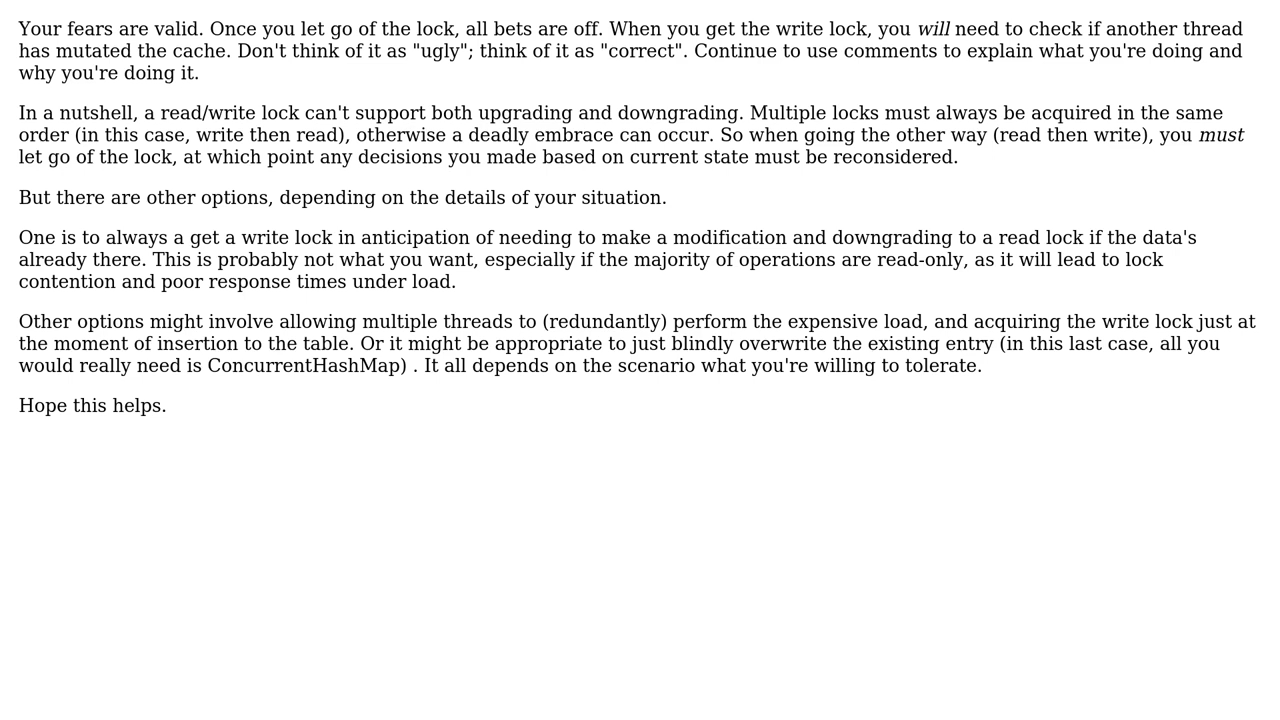 Your fears are valid. Once you let go of the lock, all bets are off. When you get the write lock, you will need to check if another thread
has mutated the cache. Don't think of it as "ugly"; think of it as "correct". Continue to use comments to explain what you're doing and
why you're doing it.
In a nutshell, a read/write lock can't support both upgrading and downgrading. Multiple locks must always be acquired in the same
order (in this case, write then read), otherwise a deadly embrace can occur. So when going the other way (read then write), you must
let go of the lock, at which point any decisions you made based on current state must be reconsidered.
But there are other options, depending on the details of your situation.
One is to always a get a write lock in anticipation of needing to make a modification and downgrading to a read lock if the data's
already there. This is probably not what you want, especially if the majority of operations are read-only, as it will lead to lock
contention and poor response times under load.
Other options might involve allowing multiple threads to (redundantly) perform the expensive load, and acquiring the write lock just at
the moment of insertion to the table. Or it might be appropriate to just blindly overwrite the existing entry (in this last case, all you
would really need is ConcurrentHashMap) . It all depends on the scenario what you're willing to tolerate.
Hope this helps.